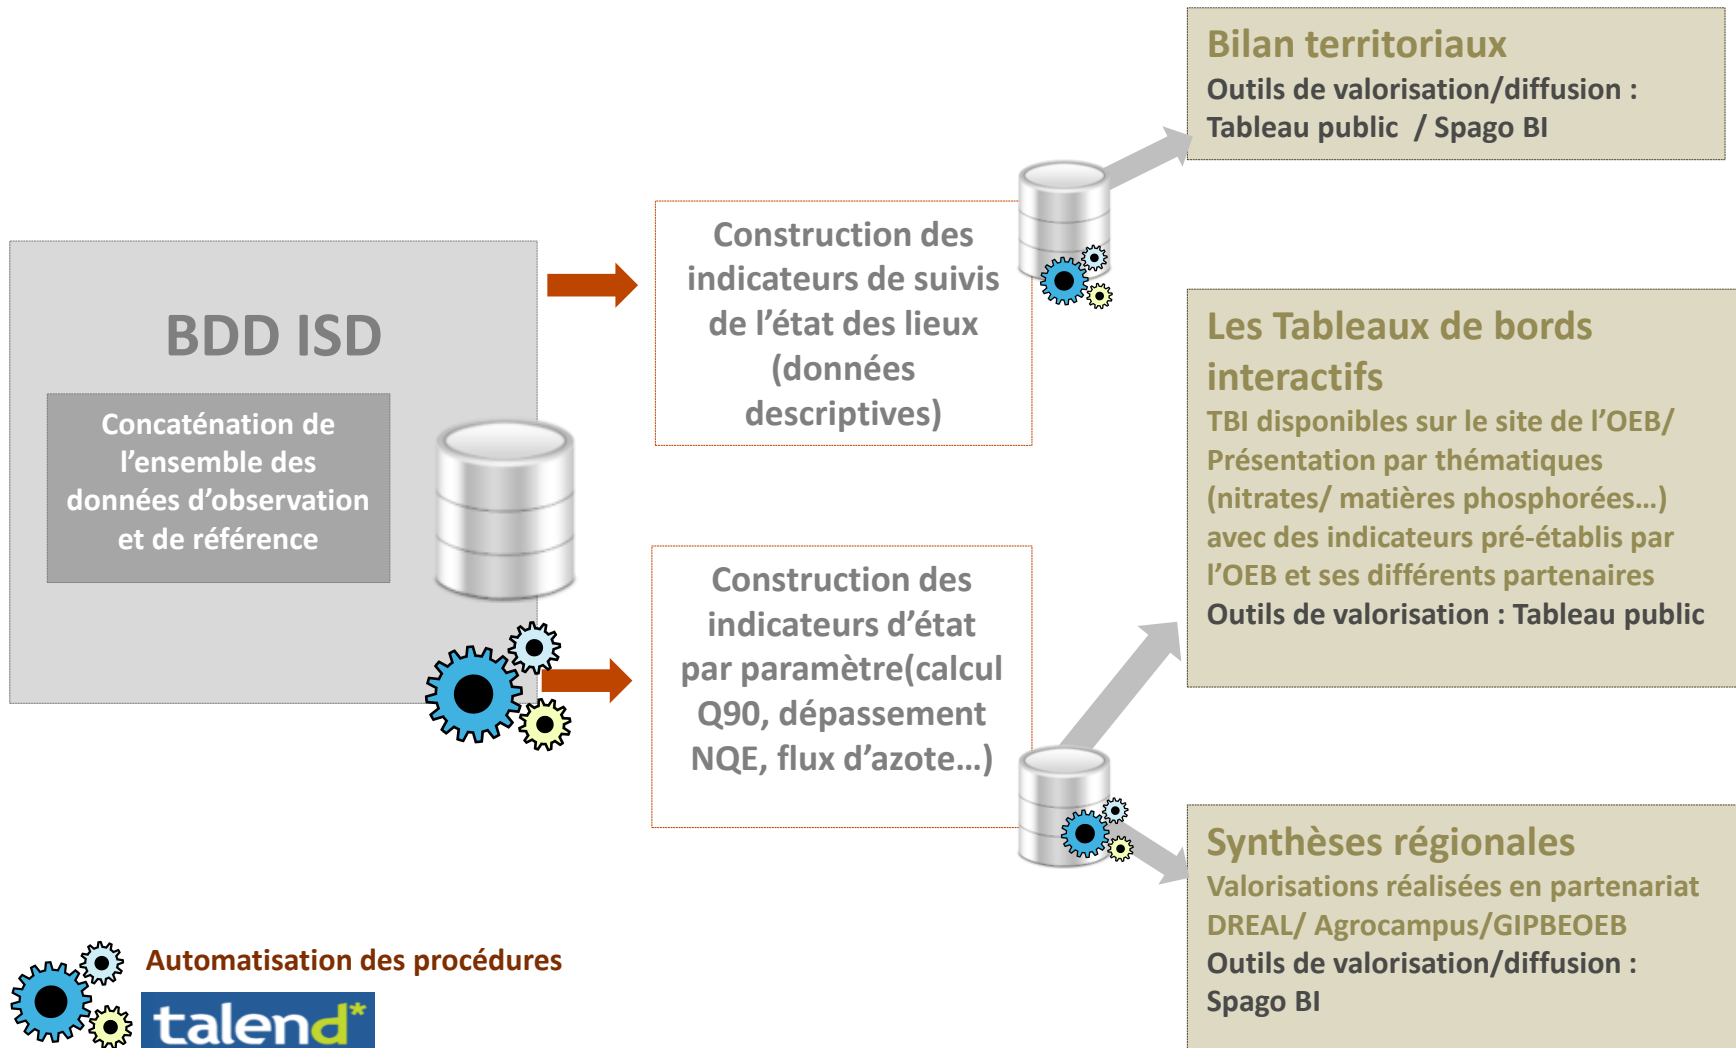 BDD ISD
Concaténation de
l’ensemble des
données d’observation
et de référence
Construction des
indicateurs de suivis
de l’état des lieux
(données
descriptives)
Construction des
indicateurs d’état
par paramètre(calcul
Q90, dépassement
NQE, flux d’azote…)
Bilan territoriaux
Outils de valorisation/diffusion :
Tableau public / Spago BI
Les Tableaux de bords
interactifs
TBI disponibles sur le site de l’OEB/
Présentation par thématiques
(nitrates/ matières phosphorées…)
avec des indicateurs pré-établis par
l’OEB et ses différents partenaires
Outils de valorisation : Tableau public
Synthèses régionales
Valorisations réalisées en partenariat
DREAL/ Agrocampus/GIPBEOEB
Outils de valorisation/diffusion :
Spago BI
Automatisation des procédures
talend*